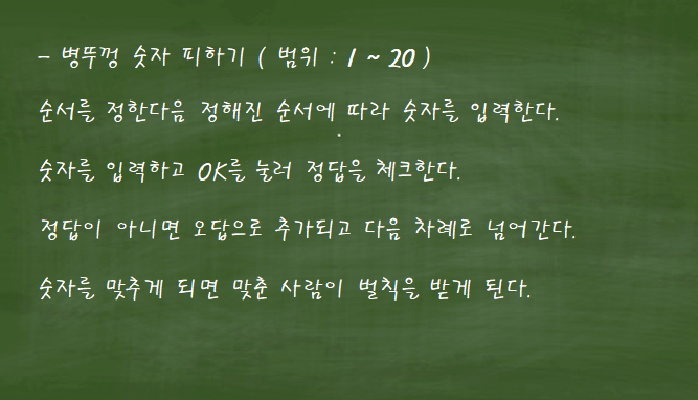 - 병뚜껑 숫자 피하기 ( 범위 : 1 ~ 20 )
순서를 정한다음 정해진 순서에 따라 숫자를 입력한다.
숫자를 입력하고 OK를 눌러 정답을 체크한다.
정답이 아니면 오답으로 추가되고 다음 차례로 넘어간다.
숫자를 맞추게 되면 맞춘 사람이 벌칙을 받게 된다.